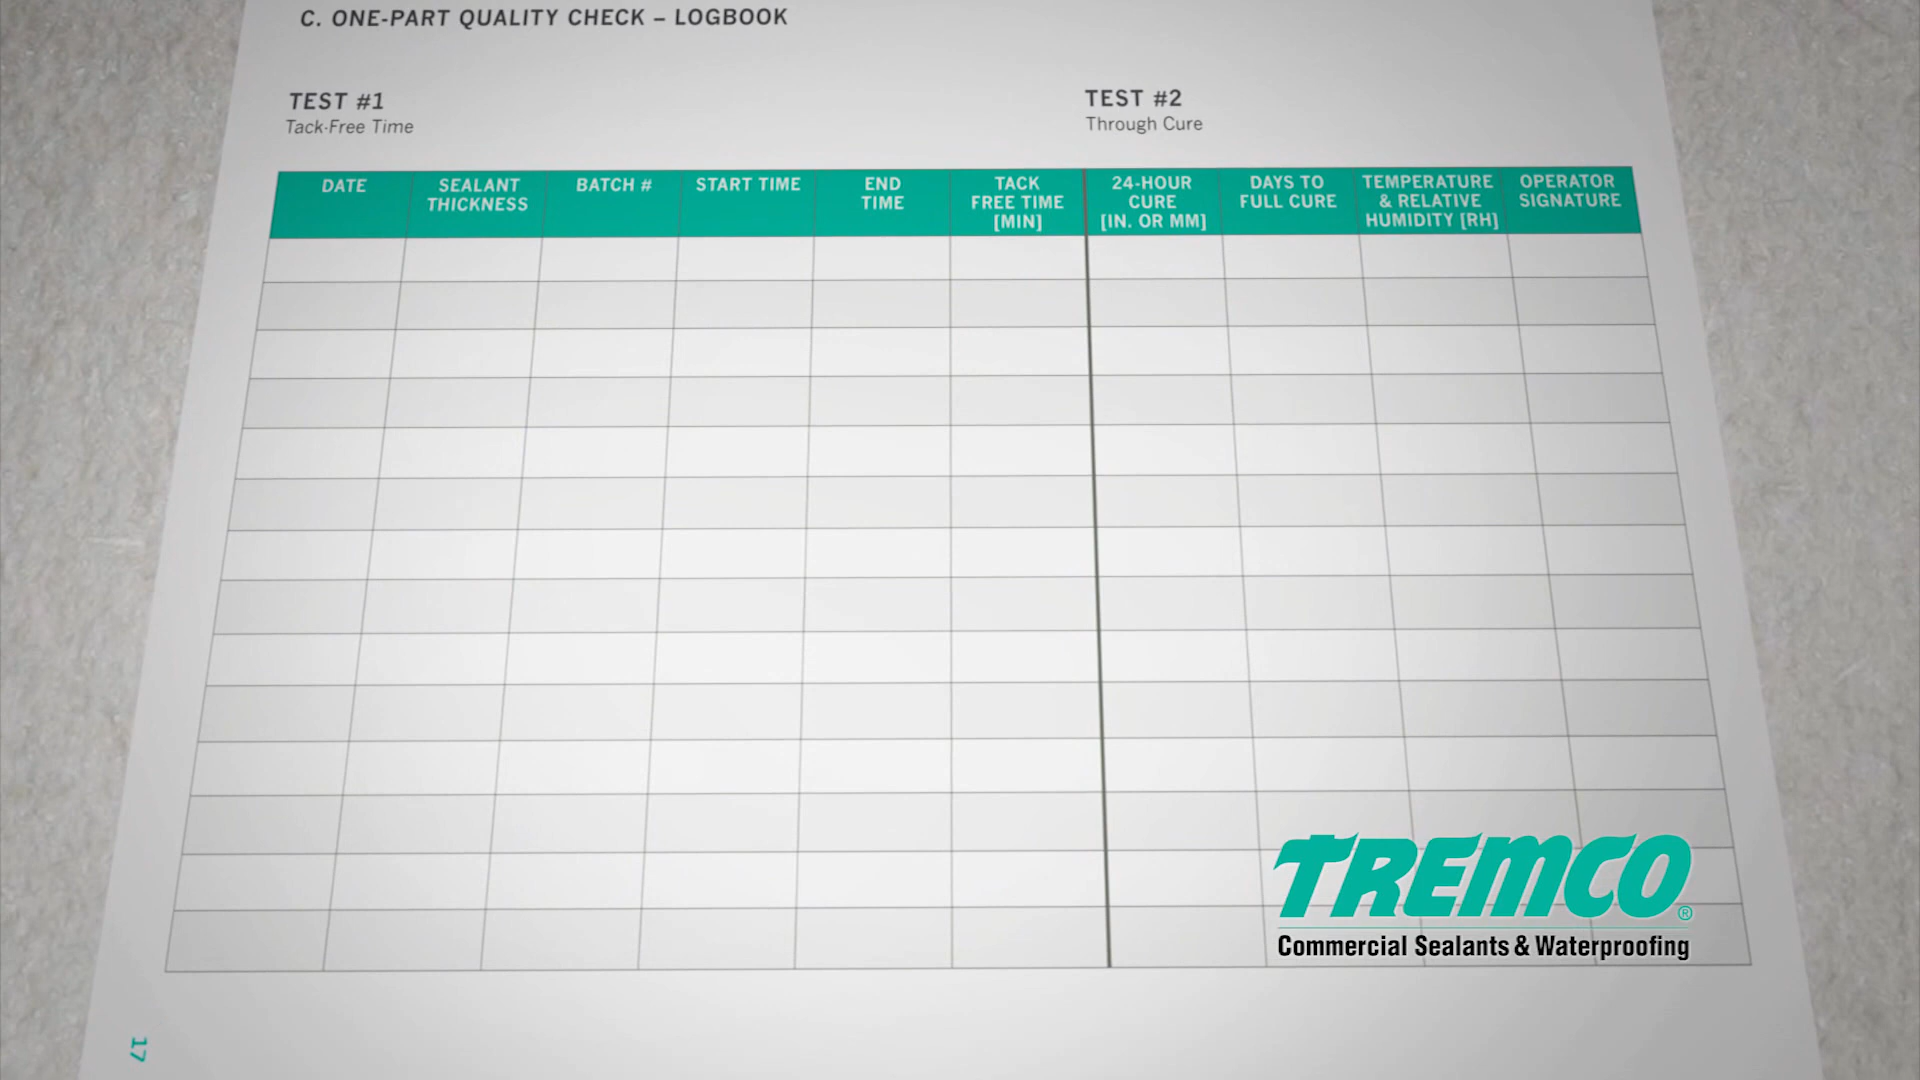 C. ONE-PART QUALITY CHECK – LOGBOOK
TEST #1
Tack-Free Time
TEST #2
Through Cure
DATE
SEALANT
THICKNESS
BATCH #
START TIME
END
TIME
TACK
FREE TIME
[MIN]
24-HOUR
CURE
[IN. OR MM]
DAYS TO
FULL CURE
TEMPERATURE
& RELATIVE
HUMIDITY [RH]
OPERATOR
SIGNATURE
TREMCO®
Commercial Sealants & Waterproofing
17